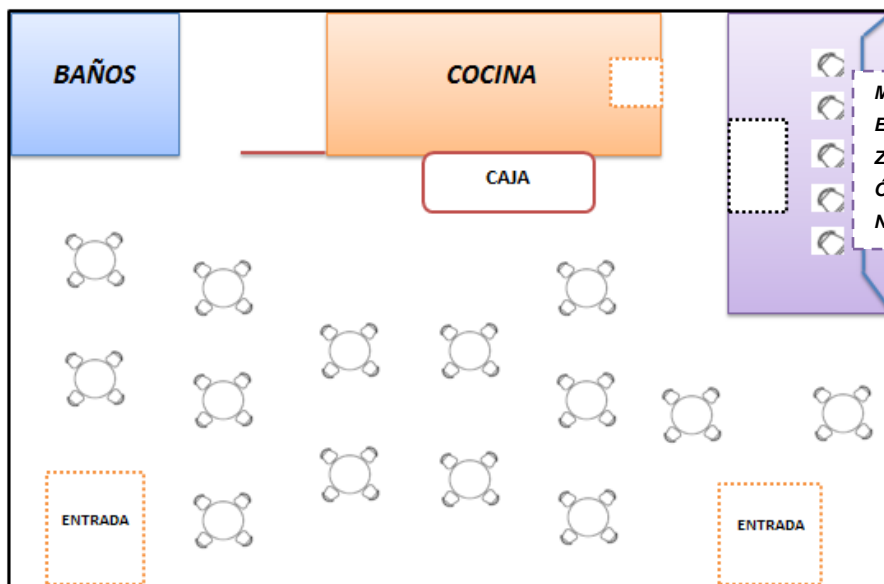 BAÑOS
COCINA
CAJA
M
E
Z
Ó
N
ENTRADA
ENTRADA